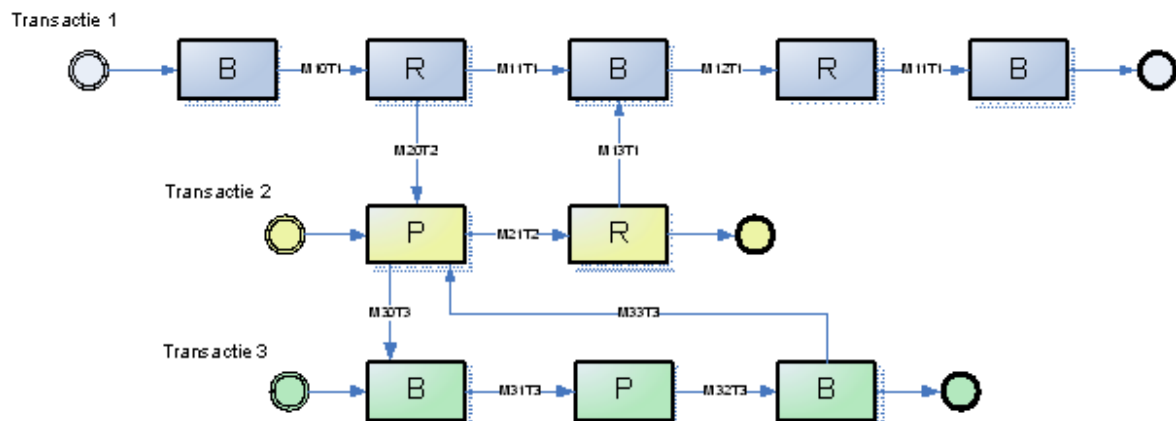 Transactie 1
B M10T1 R M11T1 B M12T1 R M11T1 B
M20T2 M13T1
Transactie 2
P M21T2 R
M30T3 M33T3
Transactie 3
B M31T3 P M32T3 B